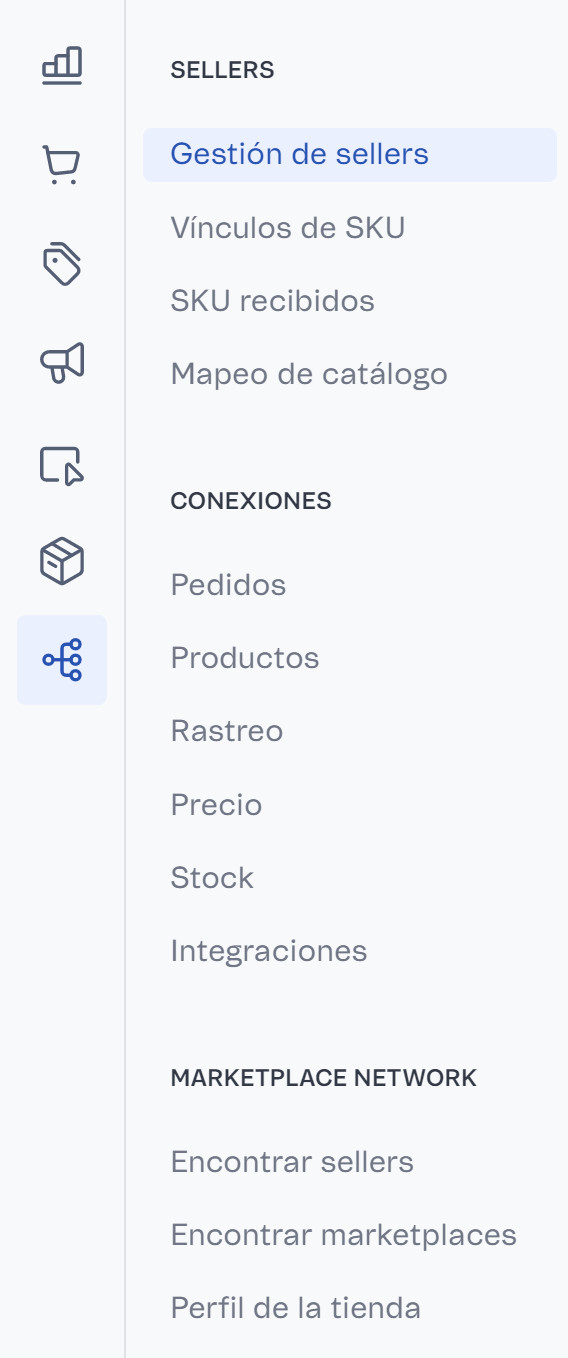 SELLERS
Gestión de sellers
Vínculos de SKU
SKU recibidos
Mapeo de catálogo
CONEXIONES
Pedidos
Productos
Rastreo
Precio
Stock
Integraciones
MARKETPLACE NETWORK
Encontrar sellers
Encontrar marketplaces
Perfil de la tienda